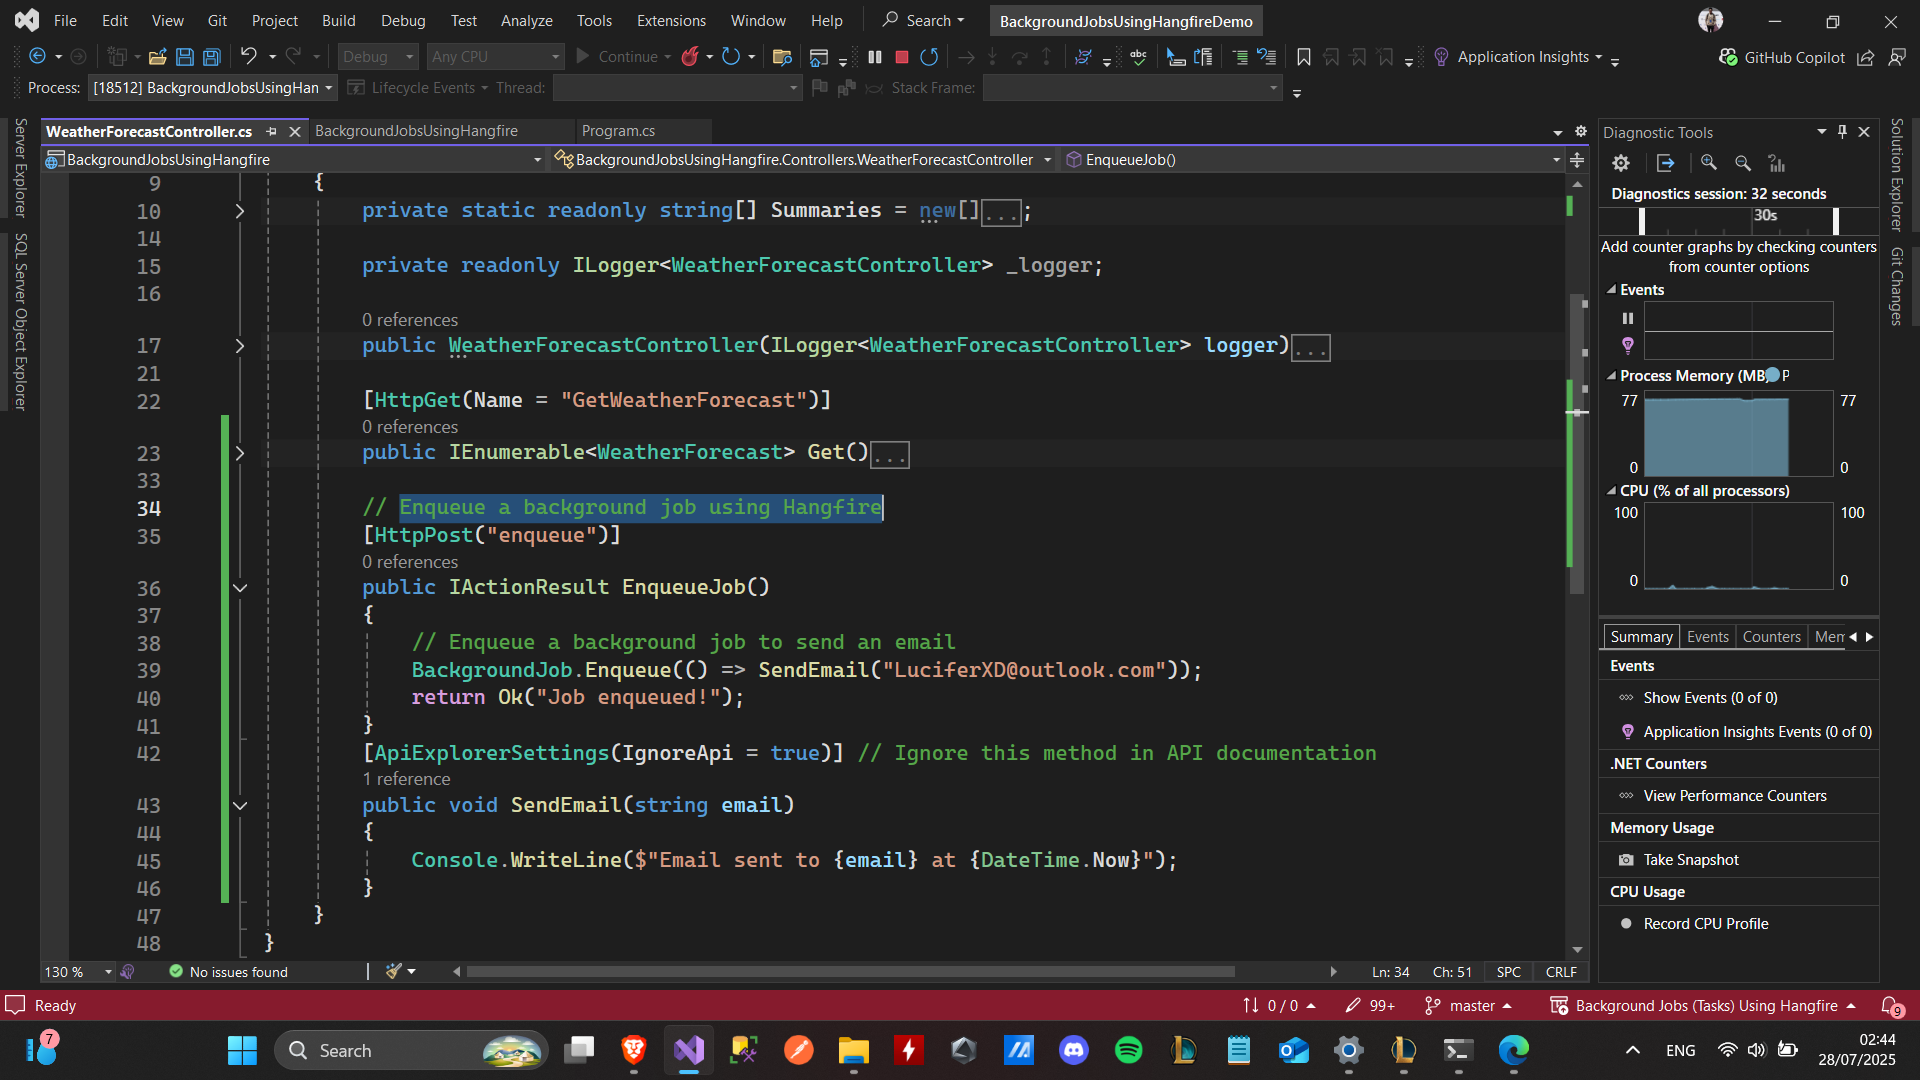 File Edit View Git Project Build Debug Test Analyze Tools Extensions Window Help Search BackgroundJobsUsingHangfireDemo
Debug Any CPU Continue Application Insights GitHub Copilot
Process: [18512] BackgroundJobsUsingHan Lifecycle Events Thread: Stack Frame:
Server Explorer
SQL Server Object Explorer
WeatherForecastController.cs BackgroundJobsUsingHangfire Program.cs
BackgroundJobsUsingHangfire BackgroundJobsUsingHangfire.Controllers.WeatherForecastController EnqueueJob()
9 {
10 private static readonly string[] Summaries = new[]...;
14
15 private readonly ILogger<WeatherForecastController> _logger;
16
0 references
17 public WeatherForecastController(ILogger<WeatherForecastController> logger)...
21
22 [HttpGet(Name = "GetWeatherForecast")]
0 references
23 public IEnumerable<WeatherForecast> Get()...
33
34 // Enqueue a background job using Hangfire
35 [HttpPost("enqueue")]
0 references
36 public IActionResult EnqueueJob()
37 {
38 // Enqueue a background job to send an email
39 BackgroundJob.Enqueue(() => SendEmail("LuciferXD@outlook.com"));
40 return Ok("Job enqueued!");
41 }
42 [ApiExplorerSettings(IgnoreApi = true)] // Ignore this method in API documentation
1 reference
43 public void SendEmail(string email)
44 {
45 Console.WriteLine($"Email sent to {email} at {DateTime.Now}");
46 }
47 }
48 }
130 % No issues found Ln: 34 Ch: 51 SPC CRLF
Diagnostic Tools
Diagnostics session: 32 seconds
30s
Add counter graphs by checking counters
from counter options
Events
Process Memory (MB) P
77 77
0 0
CPU (% of all processors)
100 100
0 0
Summary Events Counters Mem
Events
Show Events (0 of 0)
Application Insights Events (0 of 0)
.NET Counters
View Performance Counters
Memory Usage
Take Snapshot
CPU Usage
Record CPU Profile
Solution Explorer
Git Changes
Ready 0 / 0 99+ master Background Jobs (Tasks) Using Hangfire 9
7 Search ENG 02:44
28/07/2025